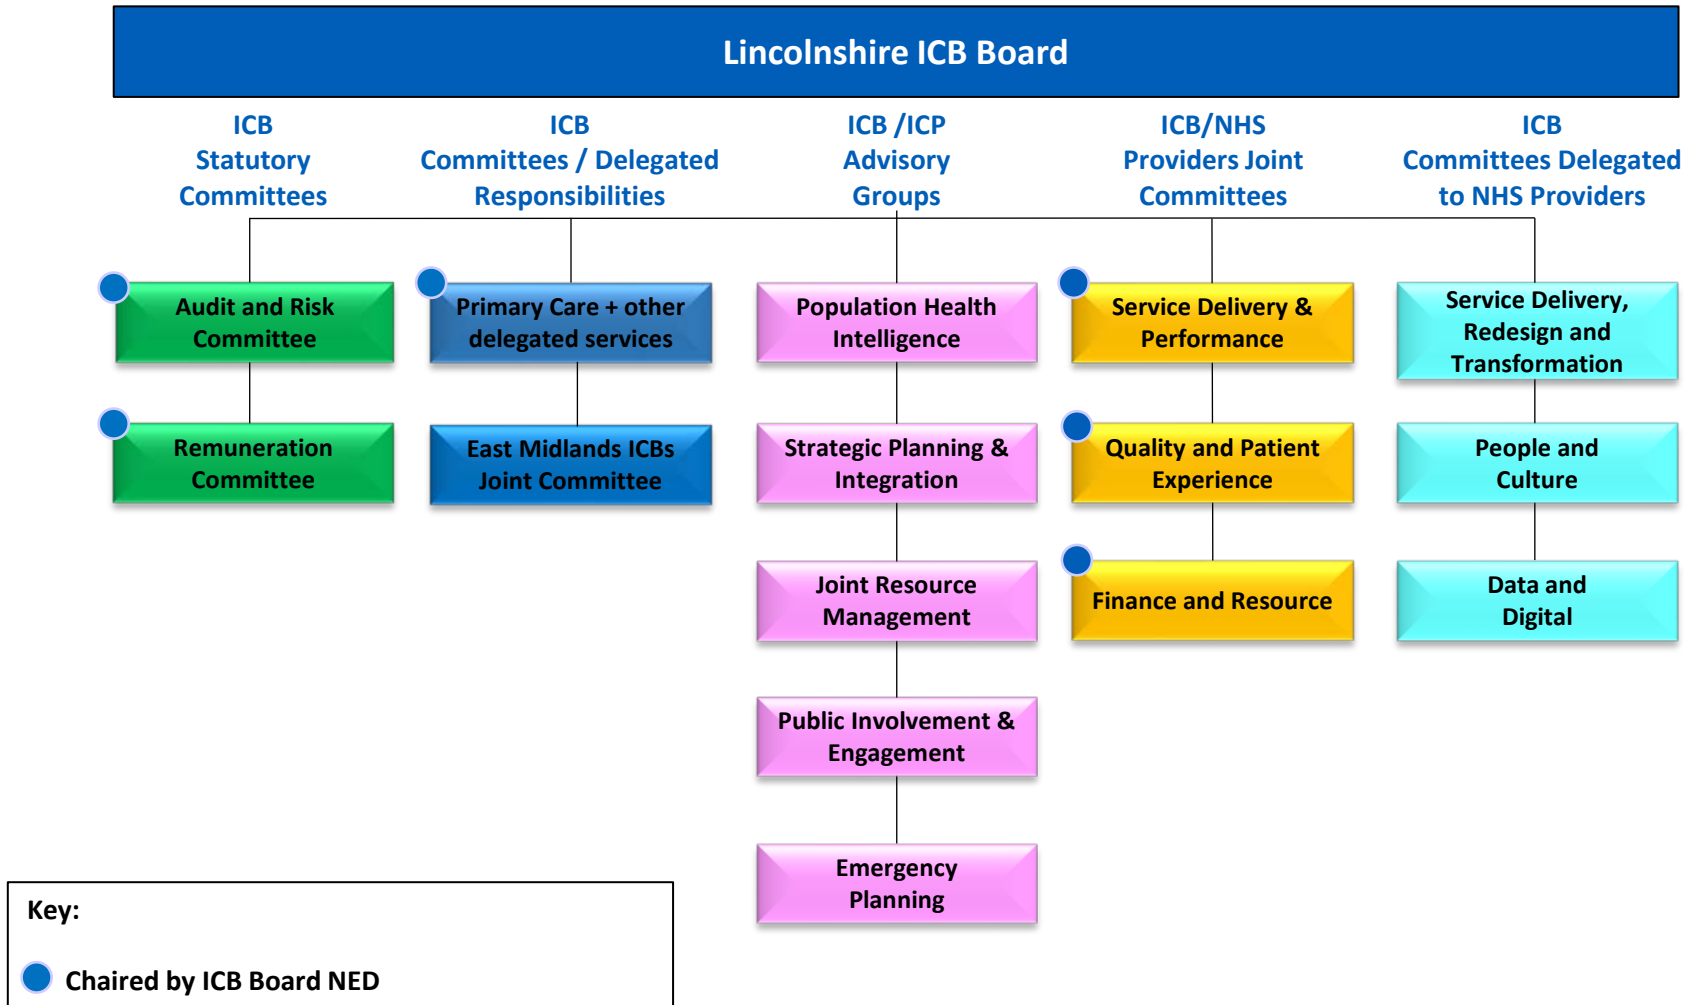 Lincolnshire ICB Board
ICB
Statutory
Committees
ICB
Committees / Delegated
Responsibilities
ICB /ICP
Advisory
Groups
ICB/NHS
Providers Joint
Committees
ICB
Committees Delegated
to NHS Providers
Audit and Risk
Committee
Remuneration
Committee
Primary Care + other
delegated services
East Midlands ICBs
Joint Committee
Population Health
Intelligence
Strategic Planning &
Integration
Joint Resource
Management
Public Involvement &
Engagement
Emergency
Planning
Service Delivery &
Performance
Quality and Patient
Experience
Finance and Resource
Service Delivery,
Redesign and
Transformation
People and
Culture
Data and
Digital
Key:
Chaired by ICB Board NED